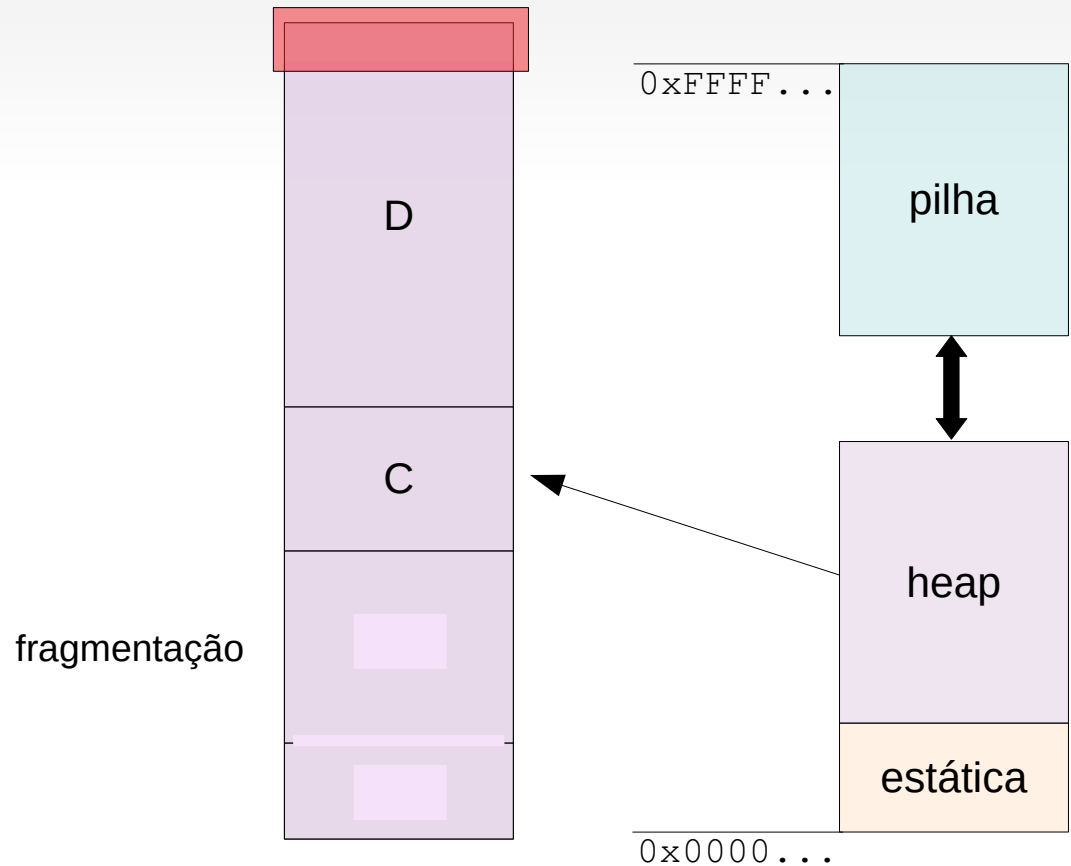 D
C
fragmentação
0xFFFF...
pilha
heap
estática
0x0000...